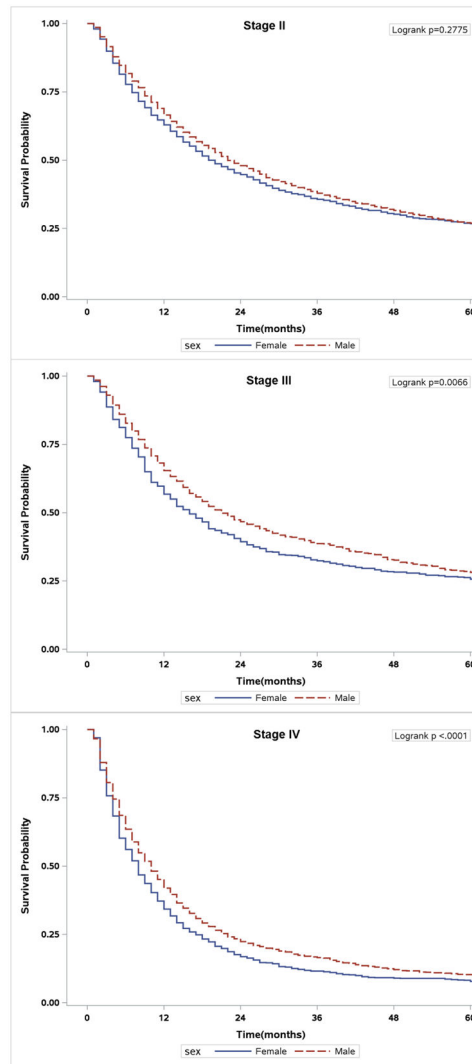 Stage II
Logrank p=0.2775
1.00
0.75
0.50
0.25
0.00
Survival Probability
0 12 24 36 48 60
Time(months)
sex Female Male
Stage III
Logrank p=0.0066
1.00
0.75
0.50
0.25
0.00
Survival Probability
0 12 24 36 48 60
Time(months)
sex Female Male
Stage IV
Logrank p <.0001
1.00
0.75
0.50
0.25
0.00
Survival Probability
0 12 24 36 48 60
Time(months)
sex Female Male